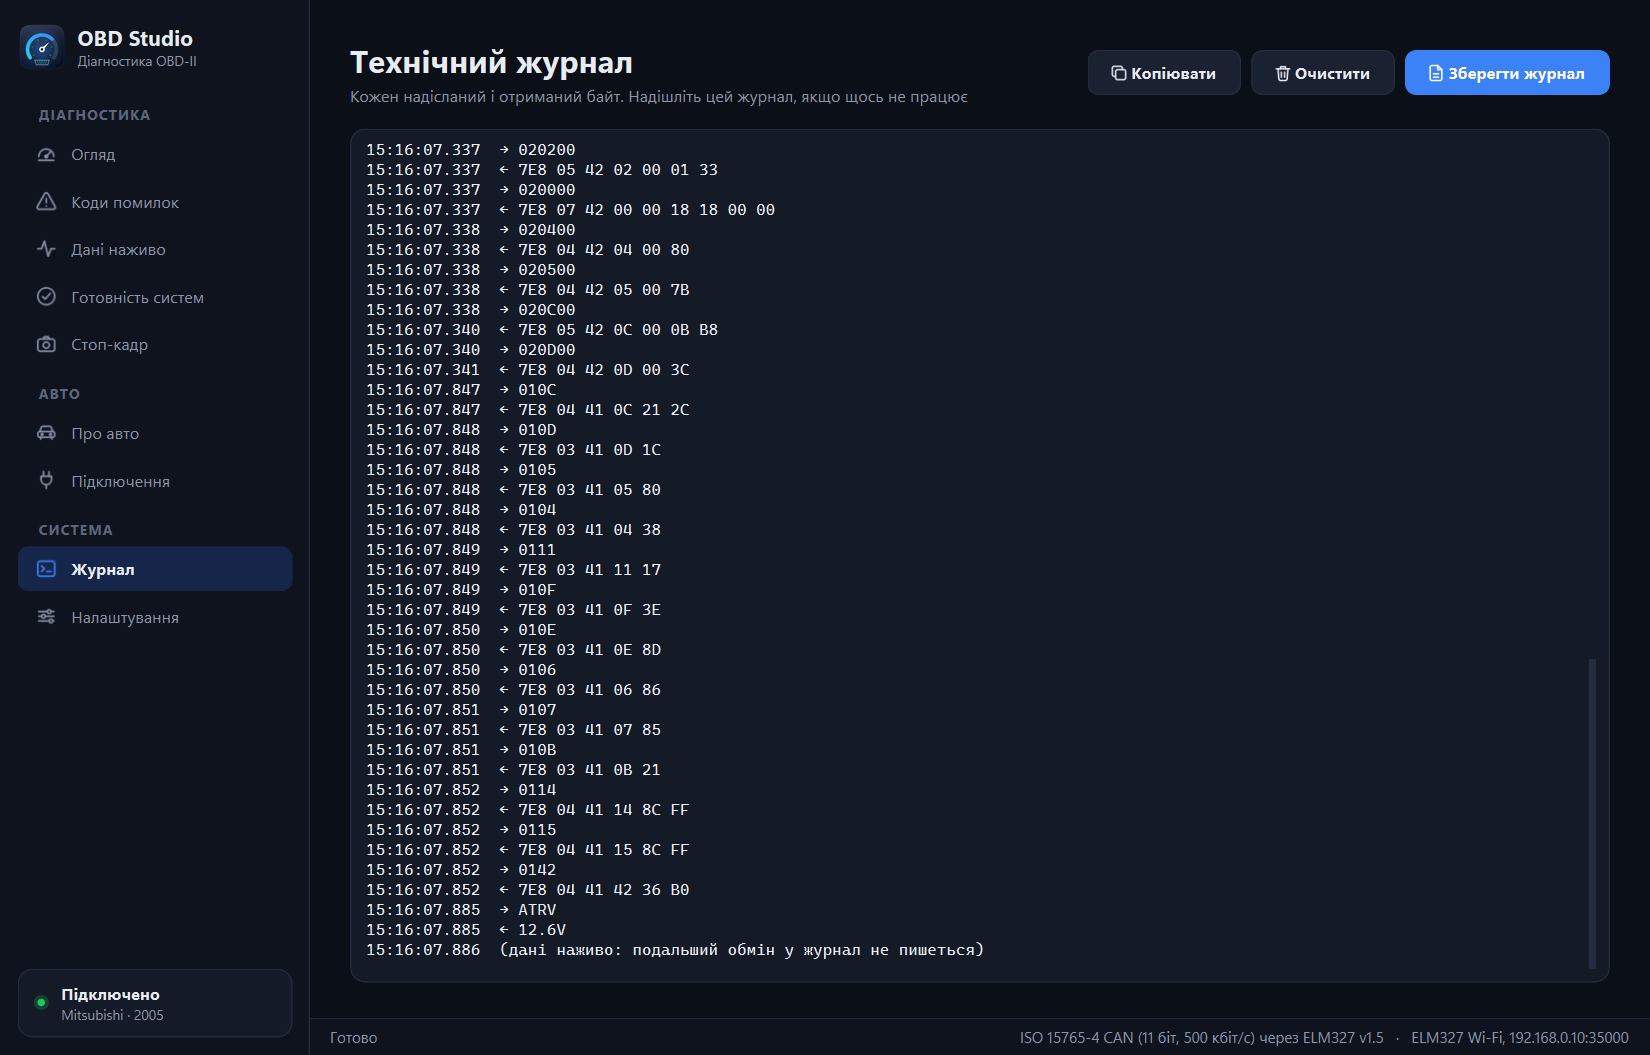 OBD Studio
Діагностика OBD-II
ДІАГНОСТИКА
Огляд
Коди помилок
Дані наживо
Готовність систем
Стоп-кадр
АВТО
Про авто
Підключення
СИСТЕМА
Журнал
Налаштування
Підключено
Mitsubishi · 2005
Технічний журнал
Кожен надісланий і отриманий байт. Надішліть цей журнал, якщо щось не працює
Копіювати
Очистити
Зберегти журнал
15:16:07.337 → 020200
15:16:07.337 ← 7E8 05 42 02 00 01 33
15:16:07.337 → 020000
15:16:07.337 ← 7E8 07 42 00 00 18 18 00 00
15:16:07.338 → 020400
15:16:07.338 ← 7E8 04 42 04 00 80
15:16:07.338 → 020500
15:16:07.338 ← 7E8 04 42 05 00 7B
15:16:07.338 → 020C00
15:16:07.340 ← 7E8 05 42 0C 00 0B B8
15:16:07.340 → 020D00
15:16:07.341 ← 7E8 04 42 0D 00 3C
15:16:07.847 → 010C
15:16:07.847 ← 7E8 04 41 0C 21 2C
15:16:07.848 → 010D
15:16:07.848 ← 7E8 03 41 0D 1C
15:16:07.848 → 0105
15:16:07.848 ← 7E8 03 41 05 80
15:16:07.848 → 0104
15:16:07.848 ← 7E8 03 41 04 38
15:16:07.849 → 0111
15:16:07.849 ← 7E8 03 41 11 17
15:16:07.849 → 010F
15:16:07.849 ← 7E8 03 41 0F 3E
15:16:07.850 → 010E
15:16:07.850 ← 7E8 03 41 0E 8D
15:16:07.850 → 0106
15:16:07.850 ← 7E8 03 41 06 86
15:16:07.851 → 0107
15:16:07.851 ← 7E8 03 41 07 85
15:16:07.851 → 010B
15:16:07.851 ← 7E8 03 41 0B 21
15:16:07.852 → 0114
15:16:07.852 ← 7E8 04 41 14 8C FF
15:16:07.852 → 0115
15:16:07.852 ← 7E8 04 41 15 8C FF
15:16:07.852 → 0142
15:16:07.852 ← 7E8 04 41 42 36 B0
15:16:07.885 → ATRV
15:16:07.885 ← 12.6V
15:16:07.886 (дані наживо: подальший обмін у журнал не пишеться)
Готово
ISO 15765-4 CAN (11 біт, 500 кбіт/с) через ELM327 v1.5 · ELM327 Wi-Fi, 192.168.0.10:35000